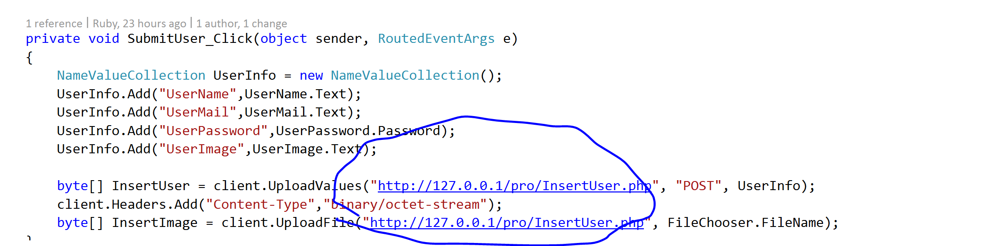 1 reference | Ruby, 23 hours ago | 1 author, 1 change
private void SubmitUser_Click(object sender, RoutedEventArgs e)
{
NameValueCollection UserInfo = new NameValueCollection();
UserInfo.Add("UserName",UserName.Text);
UserInfo.Add("UserMail",UserMail.Text);
UserInfo.Add("UserPassword",UserPassword.Password);
UserInfo.Add("UserImage",UserImage.Text);
byte[] InsertUser = client.UploadValues("http://127.0.0.1/pro/InsertUser.php", "POST", UserInfo);
client.Headers.Add("Content-Type","binary/octet-stream");
byte[] InsertImage = client.UploadFile("http://127.0.0.1/pro/InsertUser.php", FileChooser.FileName);
}